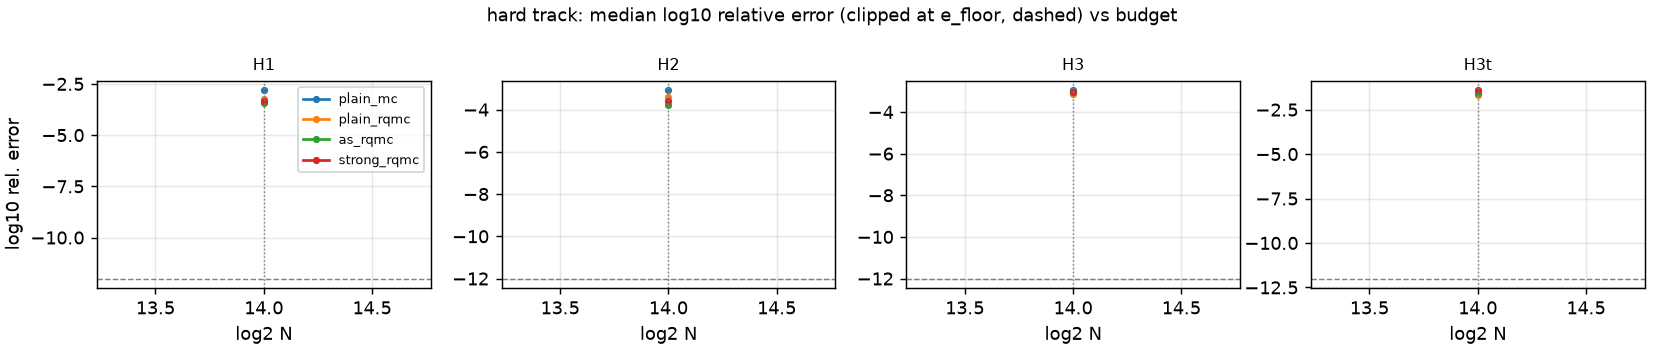 hard track: median log10 relative error (clipped at e_floor, dashed) vs budget
H1
−2.5
−5.0
−7.5
−10.0
log10 rel. error
13.5
14.0
14.5
log2 N
plain_mc
plain_rqmc
as_rqmc
strong_rqmc
H2
−4
−6
−8
−10
−12
13.5
14.0
14.5
log2 N
H3
−4
−6
−8
−10
−12
13.5
14.0
14.5
log2 N
H3t
−2.5
−5.0
−7.5
−10.0
−12.5
13.5
14.0
14.5
log2 N